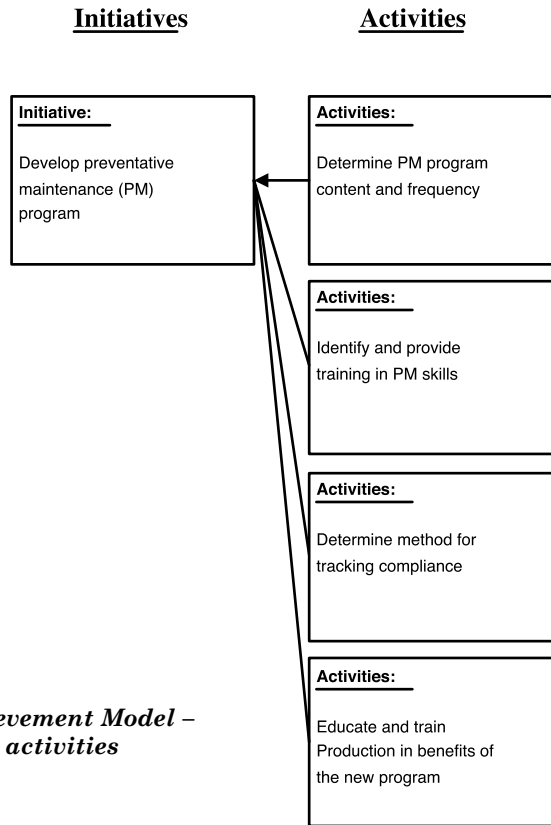 Initiatives
Activities
Initiative:
Develop preventative
maintenance (PM)
program
Activities:
Determine PM program
content and frequency
Activities:
Identify and provide
training in PM skills
Activities:
Determine method for
tracking compliance
Activities:
Educate and train
Production in benefits of
the new program
Model –
activities